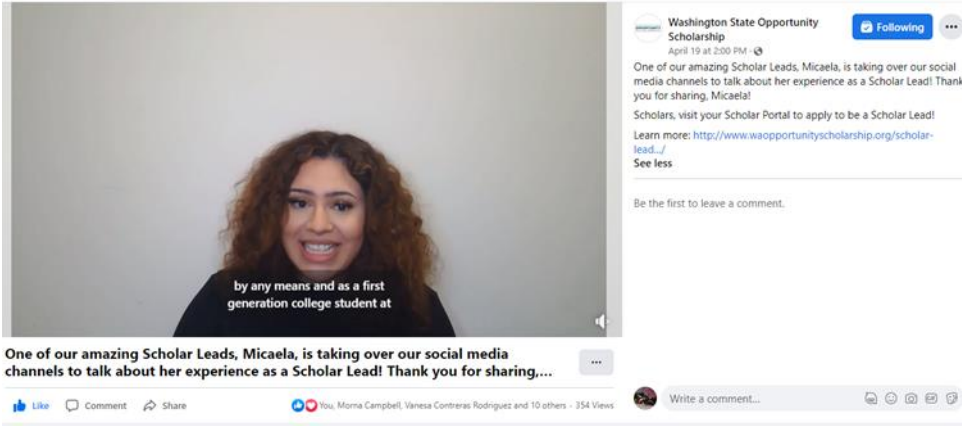 by any means and as a first
generation college student at
One of our amazing Scholar Leads, Micaela, is taking over our social media
channels to talk about her experience as a Scholar Lead! Thank you for sharing,...
Like
Comment
Share
You, Morna Campbell, Vanesa Contreras Rodriguez and 10 others · 354 Views
Washington State Opportunity
Scholarship
Following
April 19 at 2:00 PM ·
One of our amazing Scholar Leads, Micaela, is taking over our social
media channels to talk about her experience as a Scholar Lead! Thank
you for sharing, Micaela!
Scholars, visit your Scholar Portal to apply to be a Scholar Lead!
Learn more: http://www.waopportunityscholarship.org/scholar-
lead.../
See less
Be the first to leave a comment.
Write a comment...
GIF